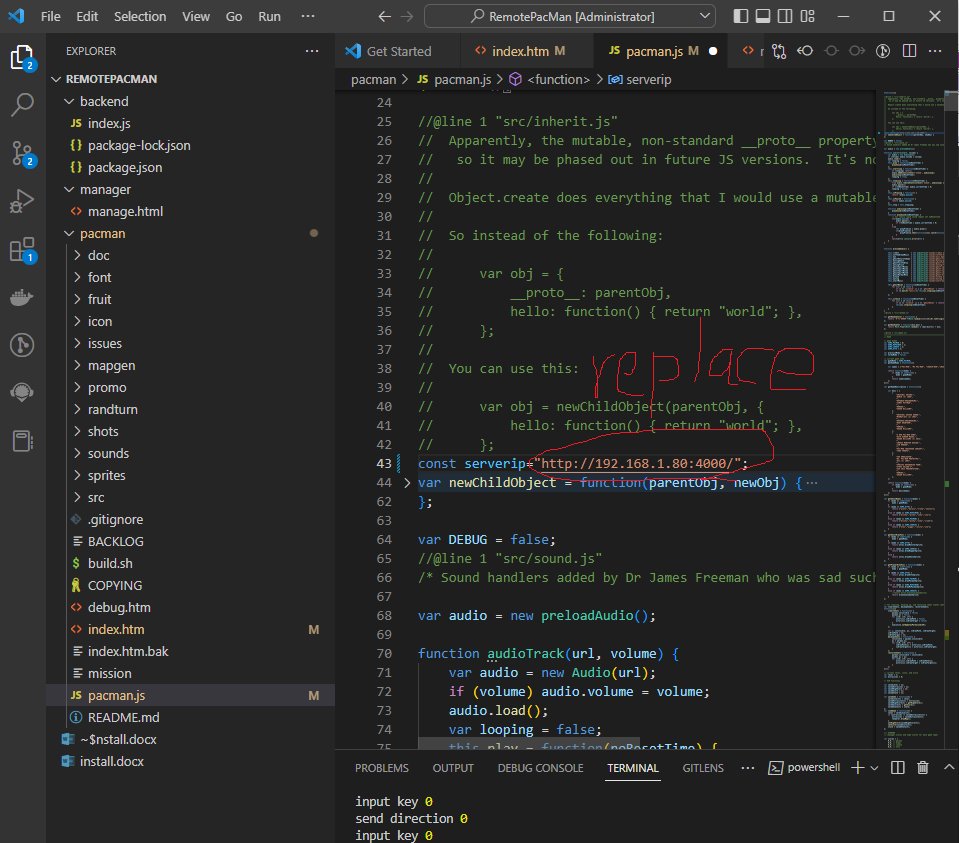 File Edit Selection View Go Run ···
RemotePacMan [Administrator]
EXPLORER ···
Get Started
index.htm M
JS pacman.js M
pacman > JS pacman.js > <function> > serverip
2
2
1
REMOTEPACMAN
backend
JS index.js
{} package-lock.json
{} package.json
manager
<> manage.html
pacman
doc
font
fruit
icon
issues
mapgen
promo
randturn
shots
sounds
sprites
src
.gitignore
BACKLOG
$ build.sh
COPYING
<> debug.htm
<> index.htm M
index.htm.bak
mission
JS pacman.js M
README.md
~$nstall.docx
install.docx
24
25 //@line 1 "src/inherit.js"
26 // Apparently, the mutable, non-standard __proto__ property
27 // so it may be phased out in future JS versions. It's no
28 //
29 // Object.create does everything that I would use a mutable
30 //
31 // So instead of the following:
32 //
33 // var obj = {
34 // __proto__: parentObj,
35 // hello: function() { return "world"; },
36 // };
37 //
38 // You can use this:
39 //
40 // var obj = newChildObject(parentObj, {
41 // hello: function() { return "world"; },
42 // };
replace
43 const serverip="http://192.168.1.80:4000/";
44 var newChildObject = function(parentObj, newObj) { ···
62 };
63
64 var DEBUG = false;
65 //@line 1 "src/sound.js"
66 /* Sound handlers added by Dr James Freeman who was sad such
67
68 var audio = new preloadAudio();
69
70 function audioTrack(url, volume) {
71 var audio = new Audio(url);
72 if (volume) audio.volume = volume;
73 audio.load();
74 var looping = false;
75 this.play = function(noResetTime) {
PROBLEMS OUTPUT DEBUG CONSOLE TERMINAL GITLENS ··· powershell
input key 0
send direction 0
input key 0